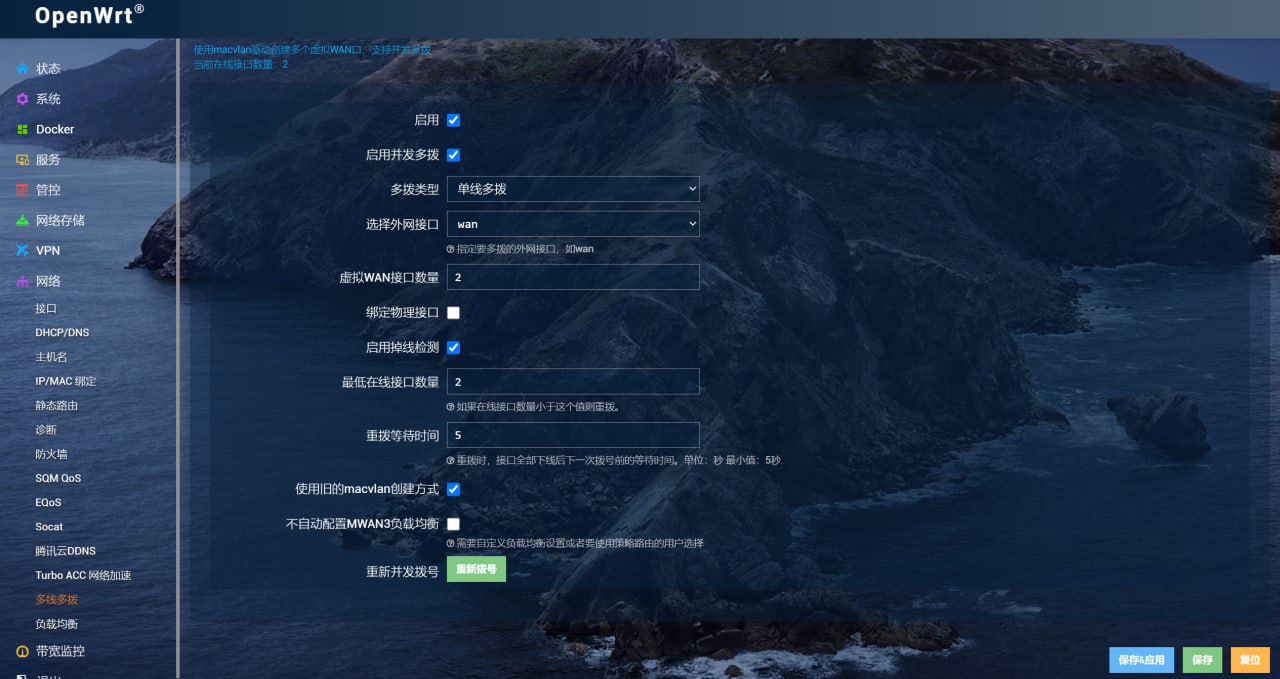 OpenWrt®
状态
系统
Docker
服务
管控
网络存储
VPN
网络
接口
DHCP/DNS
主机名
IP/MAC 绑定
静态路由
诊断
防火墙
SQM QoS
EQoS
Socat
腾讯云DDNS
Turbo ACC 网络加速
多线多拨
负载均衡
带宽监控
使用macvlan驱动创建多个虚拟WAN口，支持并发多拨
当前在线接口数量：2
启用
启用并发多拨
多拨类型 单线多拨
选择外网接口 wan
指定要多拨的外网接口，如wan
虚拟WAN接口数量 2
绑定物理接口
启用掉线检测
最低在线接口数量 2
如果在线接口数量小于这个值则重拨。
重拨等待时间 5
重拨时，接口全部下线后下一次拨号前的等待时间。单位：秒 最小值：5秒
使用旧的macvlan创建方式
不自动配置MWAN3负载均衡
需要自定义负载均衡设置或者要使用策略路由的用户选择
重新并发拨号 重新拨号
保存&应用 保存 复位